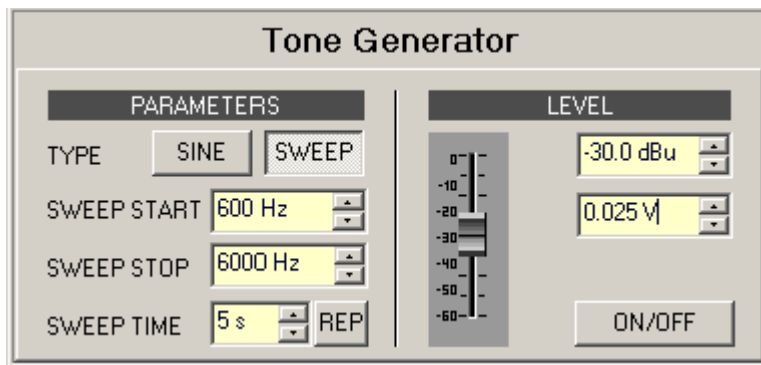 Tone Generator
PARAMETERS
TYPE SINE SWEEP
SWEEP START 600 Hz
SWEEP STOP 6000 Hz
SWEEP TIME 5 s REP
LEVEL
0
-10
-20
-30
-40
-50
-60
-30.0 dBu
0.025 V
ON/OFF